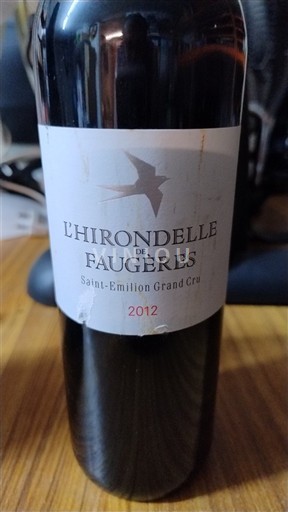 L'HIRONDELLE
DE
FAUGÈRES
Saint-Emilion Grand Cru
2012